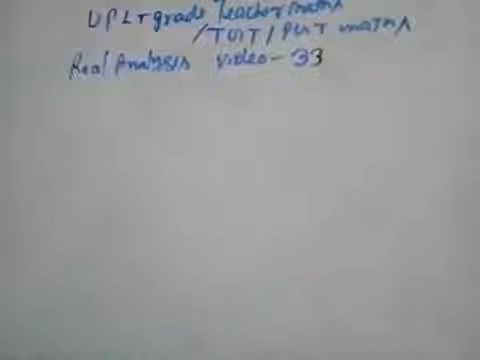 UP LT grade Teacher maths
/ TGT / PGT maths
Real Analysis video - 33